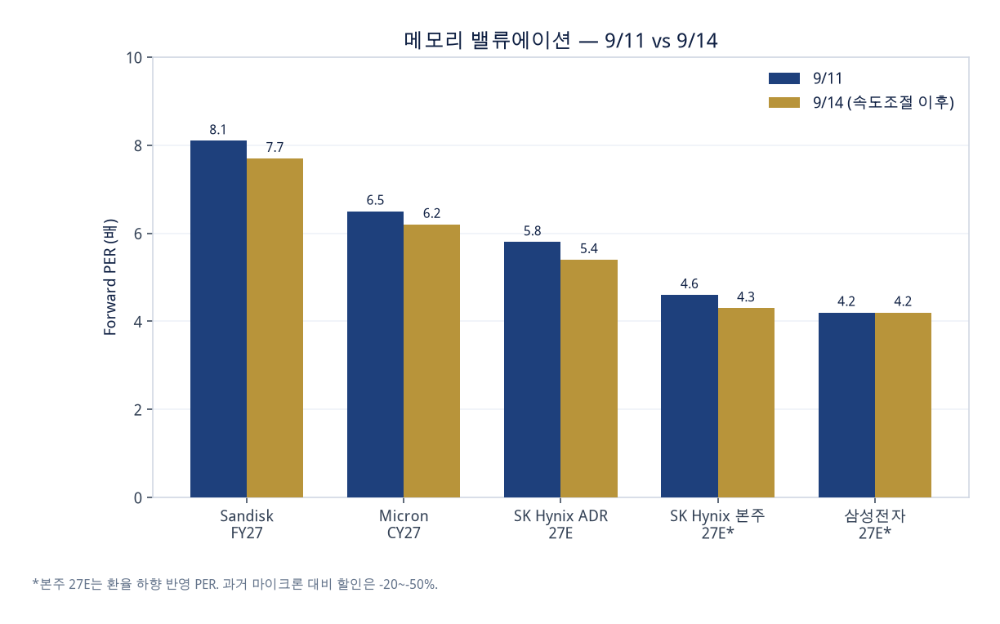 메모리 밸류에이션 — 9/11 vs 9/14
9/11
9/14 (속도조절 이후)
Forward PER (배)
10
8
6
4
2
0
8.1
7.7
6.5
6.2
5.8
5.4
4.6
4.3
4.2
4.2
Sandisk
FY27
Micron
CY27
SK Hynix ADR
27E
SK Hynix 본주
27E*
삼성전자
27E*
*본주 27E는 환율 하향 반영 PER. 과거 마이크론 대비 할인은 -20~-50%.